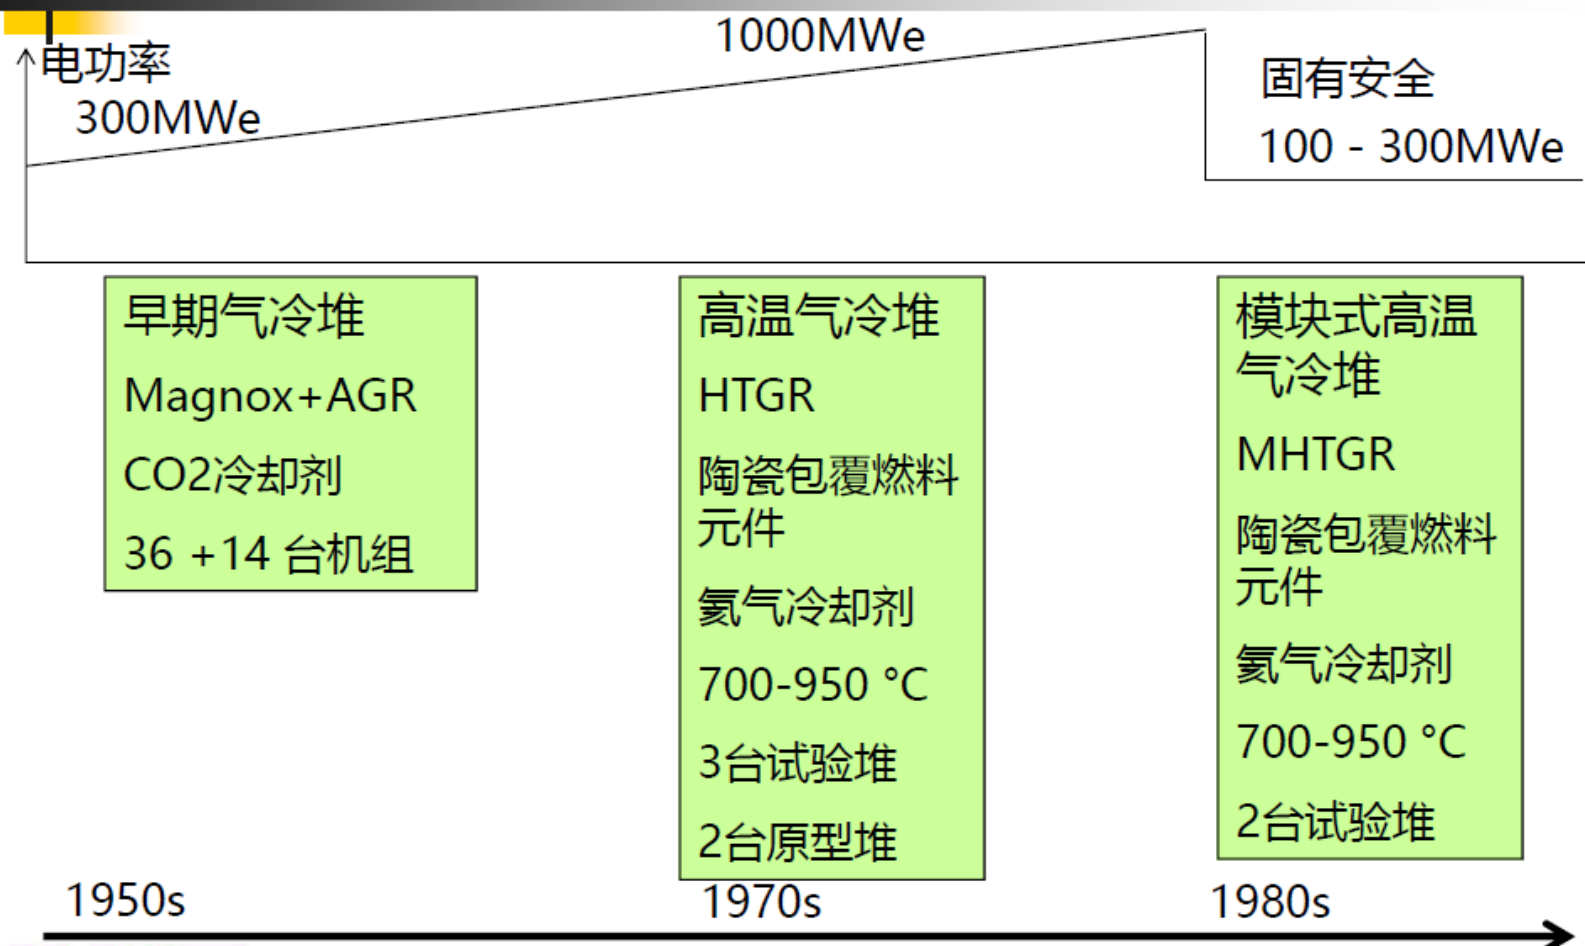 电功率
300MWe
1000MWe
固有安全
100 - 300MWe
早期气冷堆
Magnox+AGR
CO2冷却剂
36 +14 台机组
高温气冷堆
HTGR
陶瓷包覆燃料
元件
氦气冷却剂
700-950 °C
3台试验堆
2台原型堆
模块式高温
气冷堆
MHTGR
陶瓷包覆燃料
元件
氦气冷却剂
700-950 °C
2台试验堆
1950s
1970s
1980s